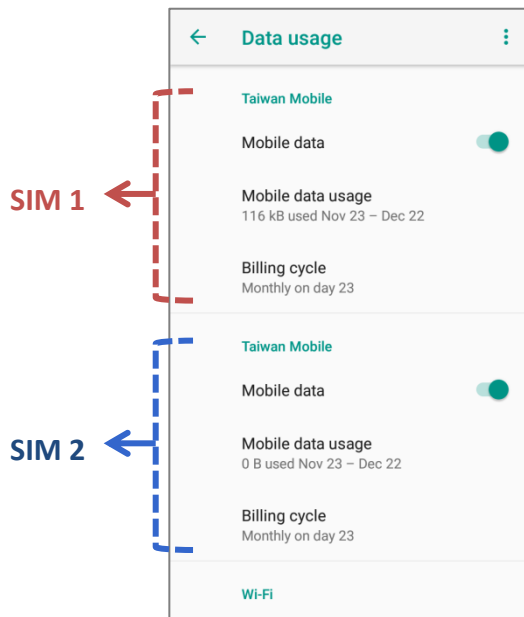 Data usage
Taiwan Mobile
Mobile data
SIM 1
Mobile data usage
116 kB used Nov 23 – Dec 22
Billing cycle
Monthly on day 23
Taiwan Mobile
Mobile data
SIM 2
Mobile data usage
0 B used Nov 23 – Dec 22
Billing cycle
Monthly on day 23
Wi-Fi